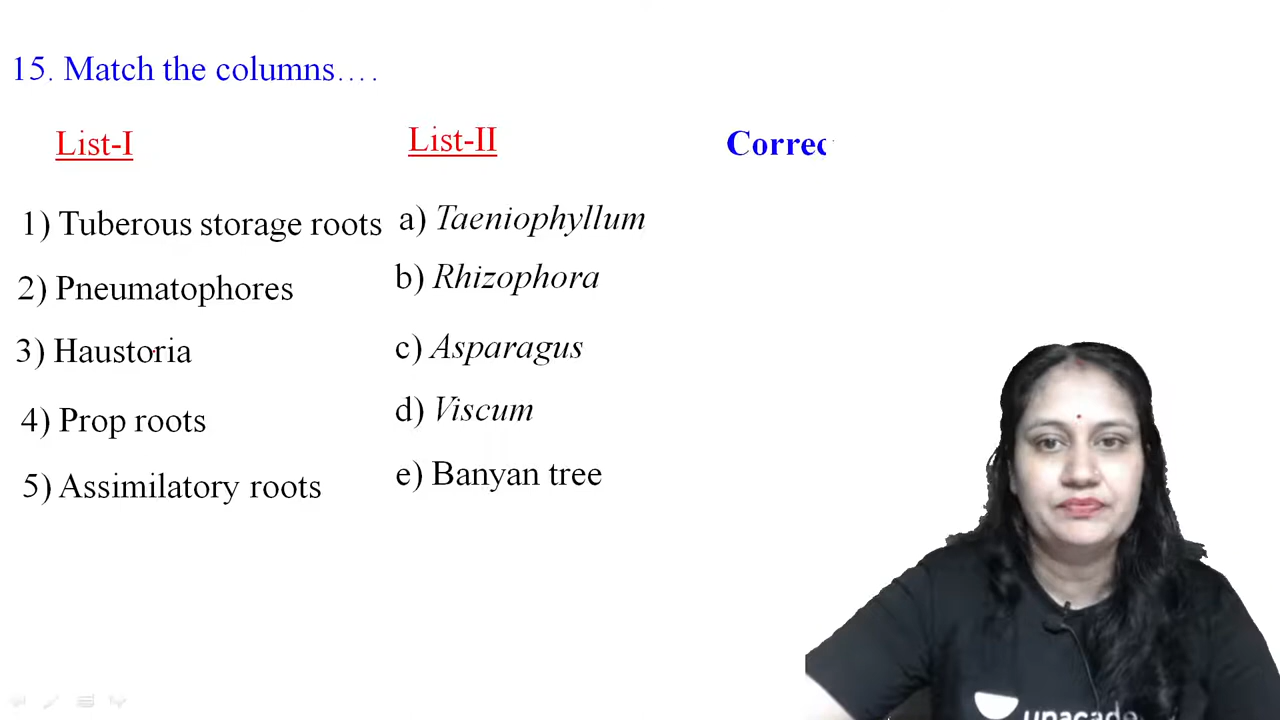 15. Match the columns....
List-I
List-II
Correc
1) Tuberous storage roots
a) Taeniophyllum
2) Pneumatophores
b) Rhizophora
3) Haustoria
c) Asparagus
4) Prop roots
d) Viscum
5) Assimilatory roots
e) Banyan tree